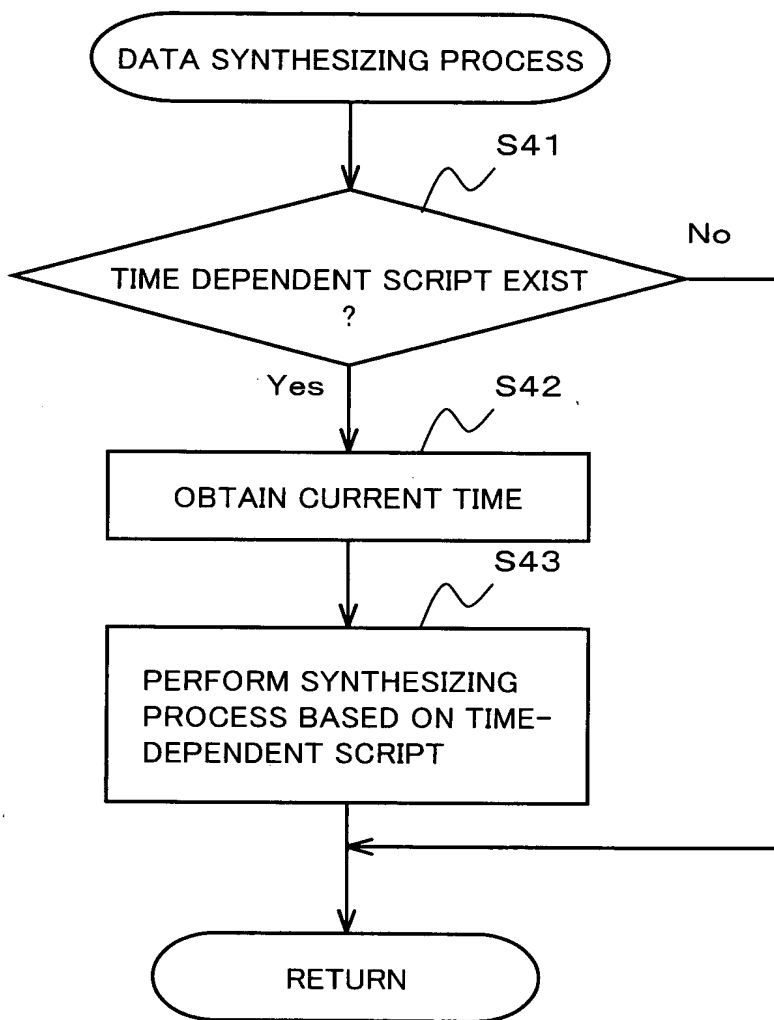 DATA SYNTHESIZING PROCESS
S41
No
TIME DEPENDENT SCRIPT EXIST
?
Yes
S42
OBTAIN CURRENT TIME
S43
PERFORM SYNTHESIZING
PROCESS BASED ON TIME-
DEPENDENT SCRIPT
RETURN